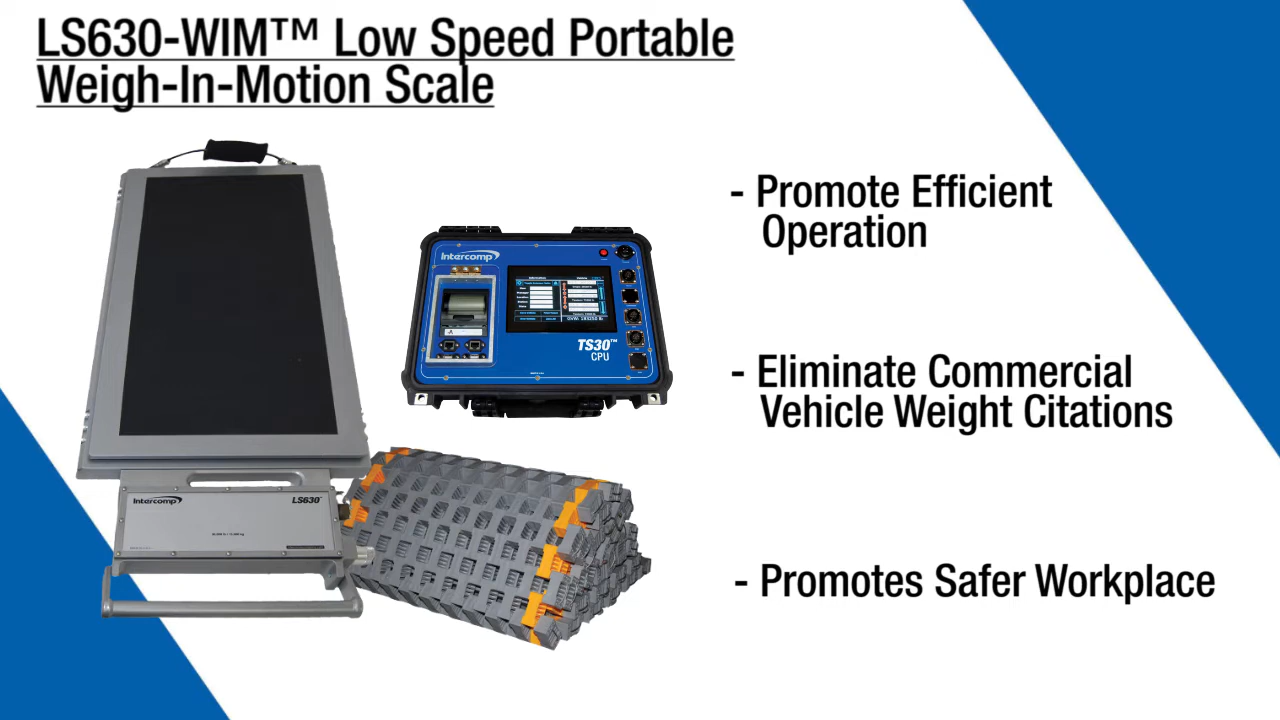 LS630-WIM™ Low Speed Portable
Weigh-In-Motion Scale
- Promote Efficient
Operation
Intercomp
TS30™
CPU
- Eliminate Commercial
Vehicle Weight Citations
Intercomp
LS630™
- Promotes Safer Workplace